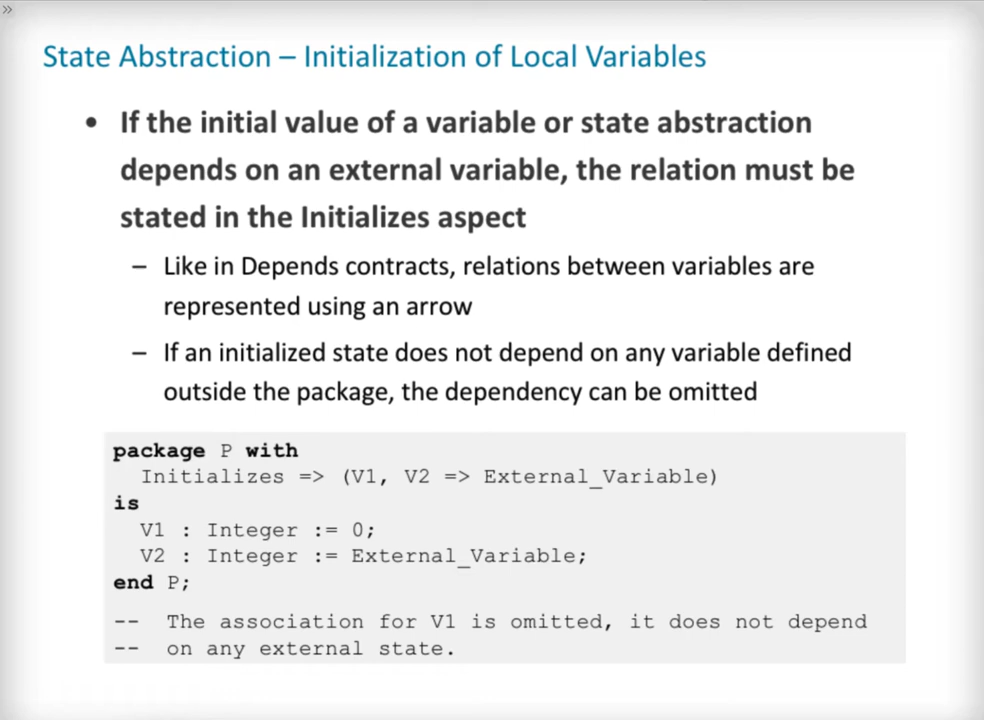 »
State Abstraction – Initialization of Local Variables
• If the initial value of a variable or state abstraction
depends on an external variable, the relation must be
stated in the Initializes aspect
– Like in Depends contracts, relations between variables are
represented using an arrow
– If an initialized state does not depend on any variable defined
outside the package, the dependency can be omitted
package P with
  Initializes => (V1, V2 => External_Variable)
is
  V1 : Integer := 0;
  V2 : Integer := External_Variable;
end P;
--  The association for V1 is omitted, it does not depend
--  on any external state.